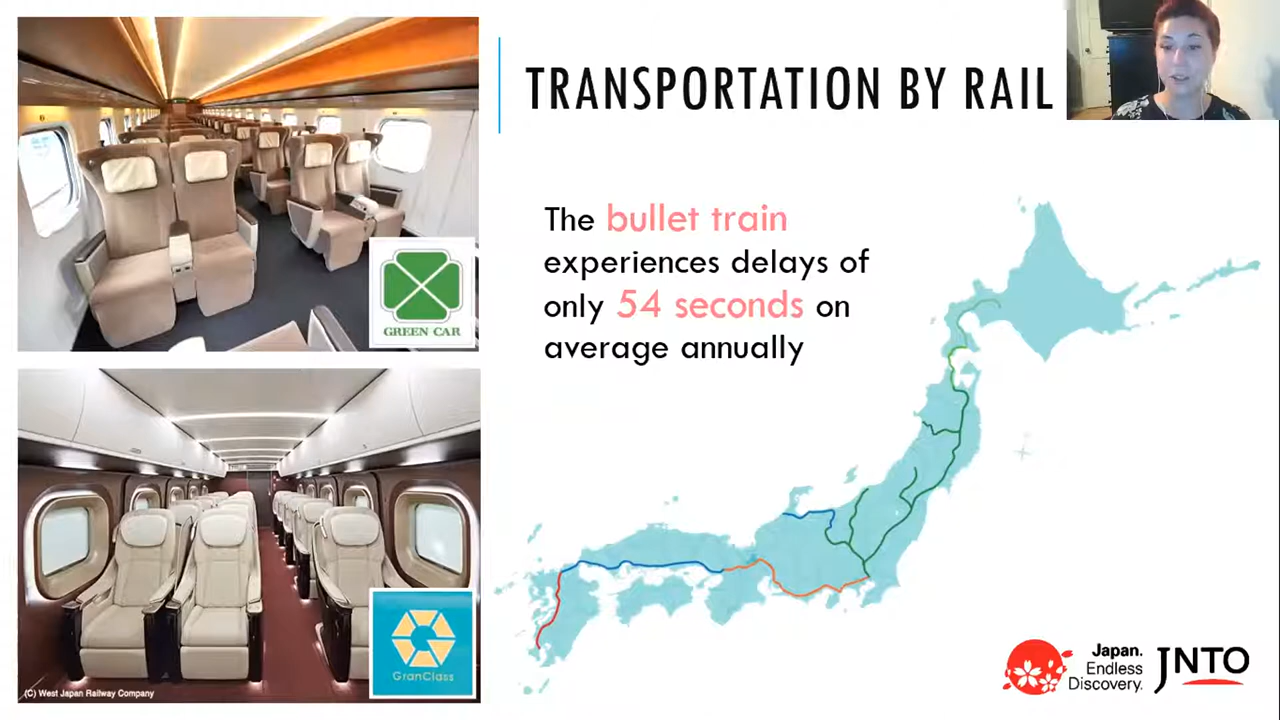 TRANSPORTATION BY RAIL
The bullet train
experiences delays of
only 54 seconds on
average annually
GREEN CAR
GranClass
(C) West Japan Railway Company
Japan.
Endless
Discovery.
JNTO